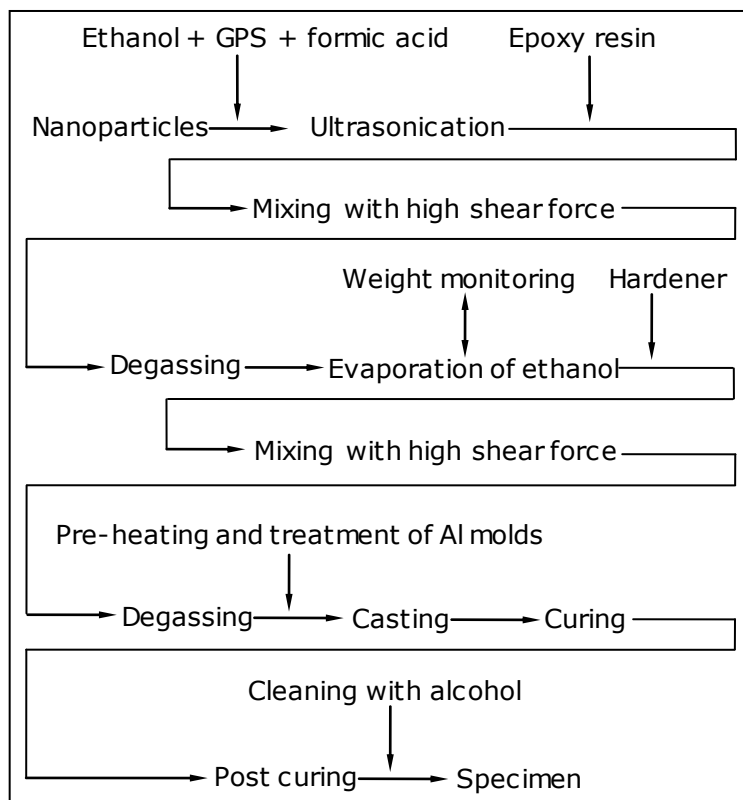 Ethanol + GPS + formic acid Epoxy resin
Nanoparticles Ultrasonication
Mixing with high shear force
Weight monitoring Hardener
Degassing Evaporation of ethanol
Mixing with high shear force
Pre-heating and treatment of Al molds
Degassing Casting Curing
Cleaning with alcohol
Post curing Specimen